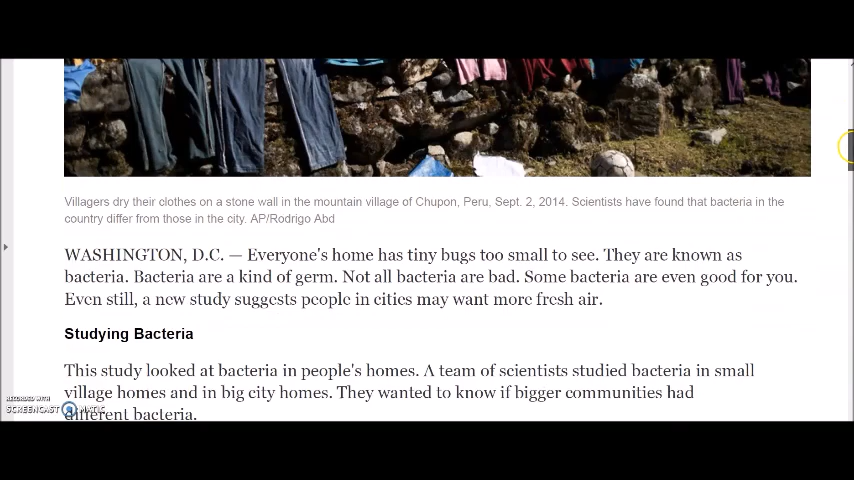 Villagers dry their clothes on a stone wall in the mountain village of Chupon, Peru, Sept. 2, 2014. Scientists have found that bacteria in the
country differ from those in the city. AP/Rodrigo Abd
WASHINGTON, D.C. — Everyone's home has tiny bugs too small to see. They are known as
bacteria. Bacteria are a kind of germ. Not all bacteria are bad. Some bacteria are even good for you.
Even still, a new study suggests people in cities may want more fresh air.
Studying Bacteria
This study looked at bacteria in people's homes. A team of scientists studied bacteria in small
village homes and in big city homes. They wanted to know if bigger communities had
RECORDED WITH
SCREENCAST MATIC
different bacteria.